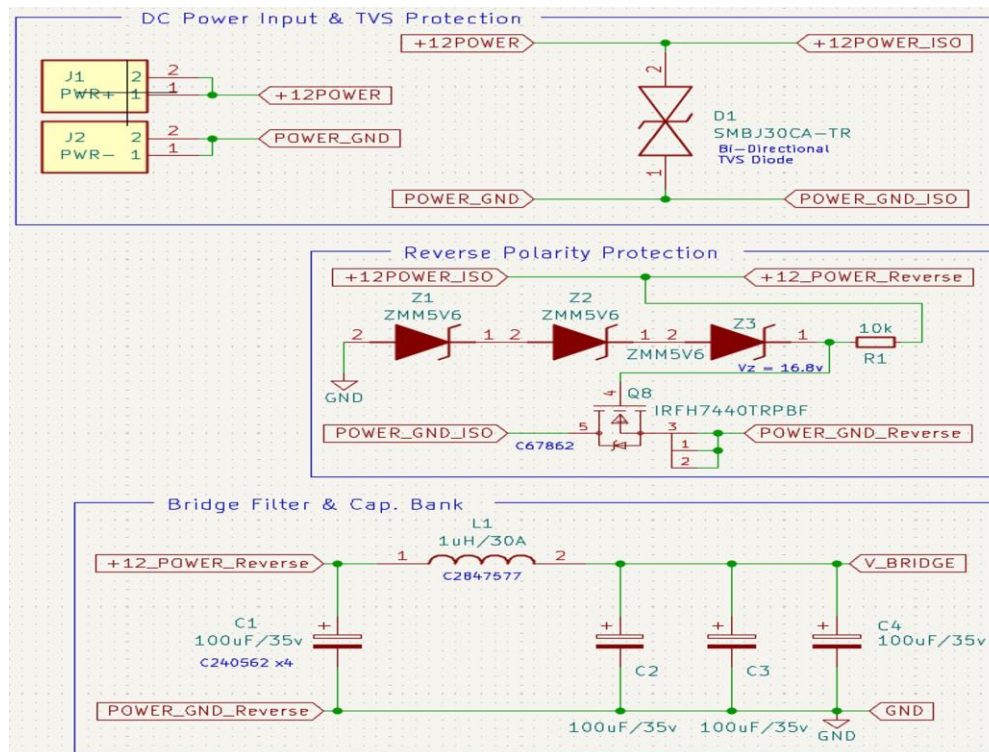 DC Power Input & TVS Protection
J1
PWR+
2
1
2
1
+12POWER
J2
PWR-
2
1
2
1
POWER_GND
+12POWER
+12POWER_ISO
2
D1
SMBJ30CA-TR
Bi-Directional
TVS Diode
1
POWER_GND
POWER_GND_ISO
Reverse Polarity Protection
+12POWER_ISO
+12_POWER_Reverse
Z1
ZMM5V6
Z2
ZMM5V6
Z3
ZMM5V6
2
1
2
1
2
1
10k
R1
Vz = 16.8v
GND
4
Q8
IRFH7440TRPBF
POWER_GND_ISO
5
C67862
3
1
2
POWER_GND_Reverse
Bridge Filter & Cap. Bank
L1
1uH/30A
+12_POWER_Reverse
1
2
C2847577
V_BRIDGE
+
C1
100uF/35v
C240562 x4
+
C2
100uF/35v
+
C3
100uF/35v
+
C4
100uF/35v
POWER_GND_Reverse
GND
GND